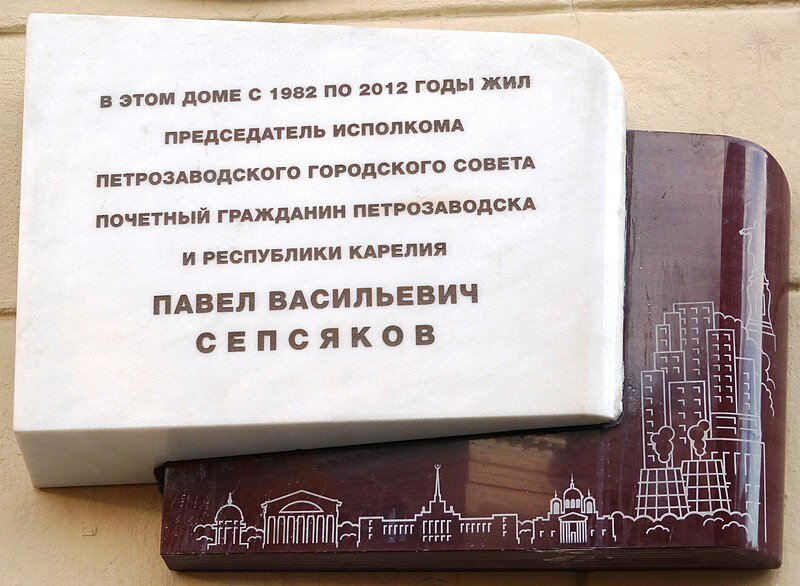 В ЭТОМ ДОМЕ С 1982 ПО 2012 ГОДЫ ЖИЛ
ПРЕДСЕДАТЕЛЬ ИСПОЛКОМА
ПЕТРОЗАВОДСКОГО ГОРОДСКОГО СОВЕТА
ПОЧЕТНЫЙ ГРАЖДАНИН ПЕТРОЗАВОДСКА
И РЕСПУБЛИКИ КАРЕЛИЯ
ПАВЕЛ ВАСИЛЬЕВИЧ
СЕПСЯКОВ